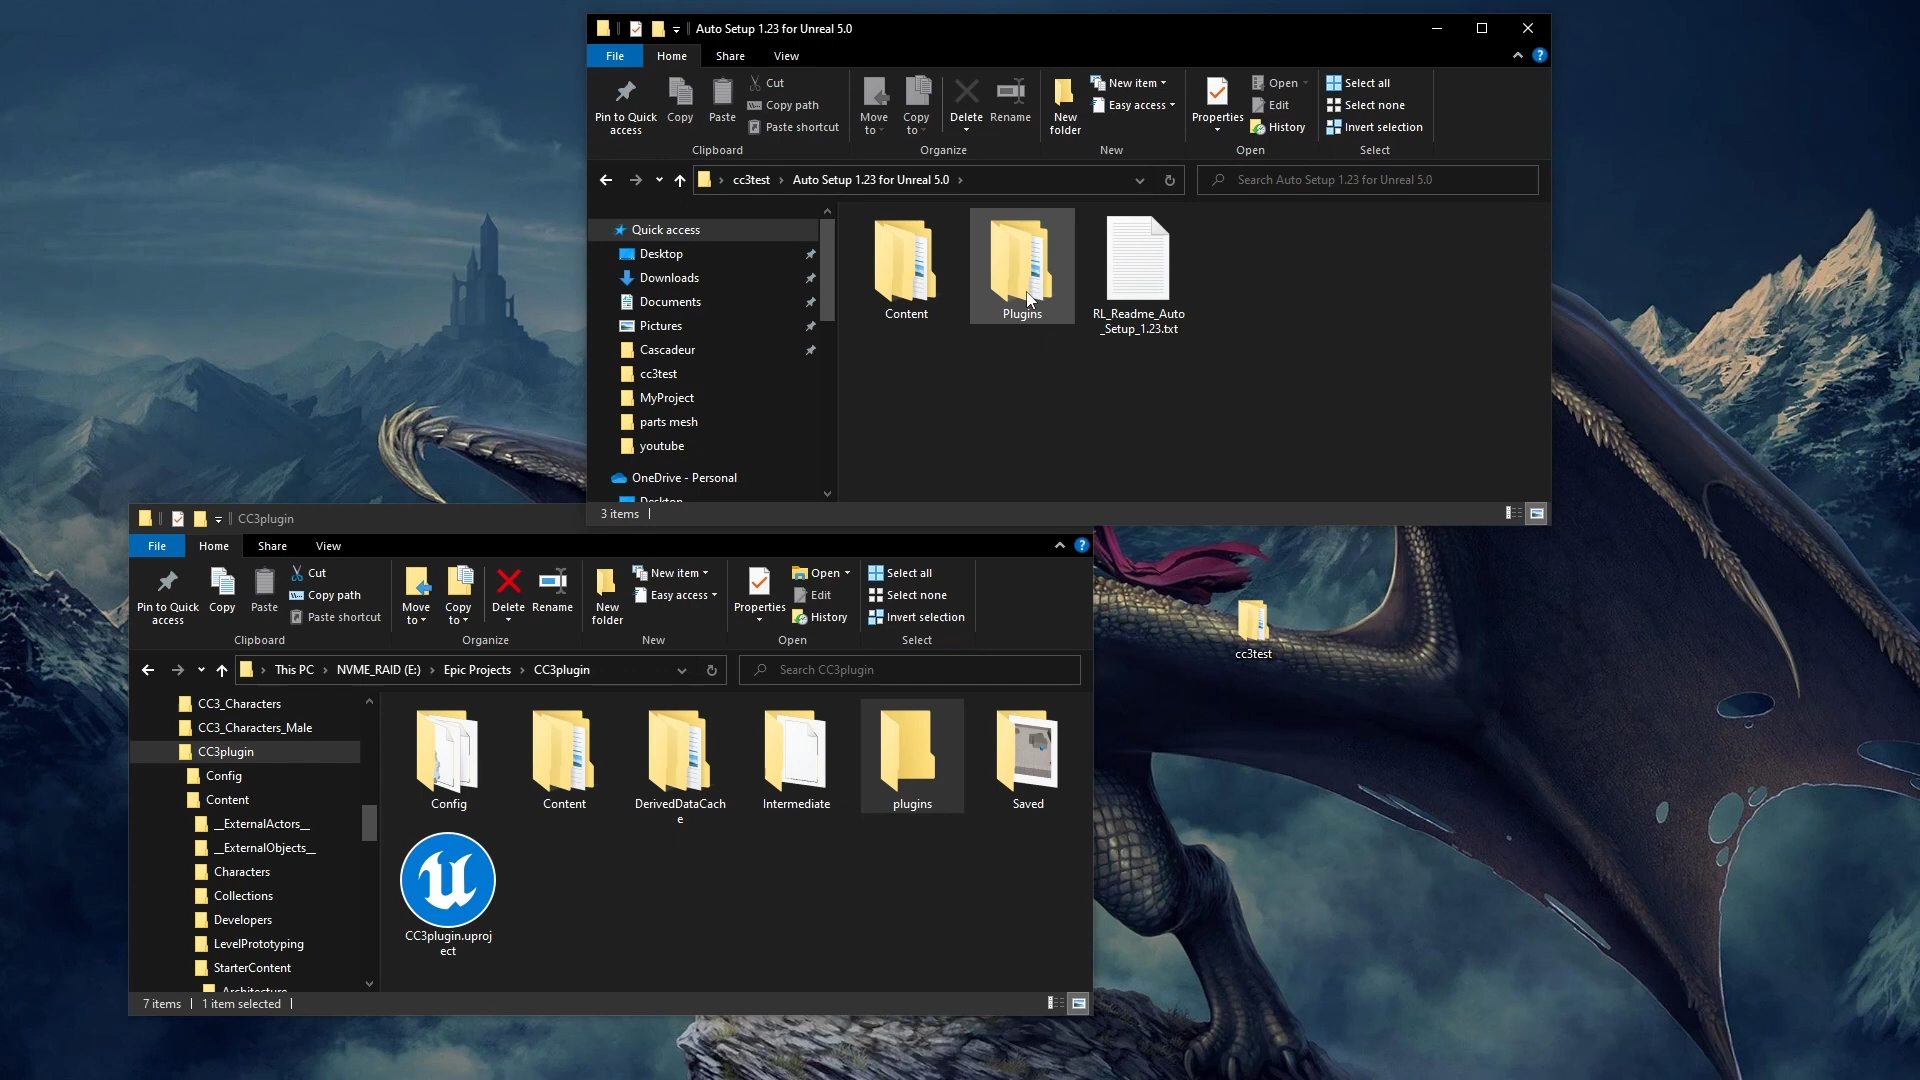 Auto Setup 1.23 for Unreal 5.0
File
Home
Share
View
Pin to Quick access
Copy
Paste
Cut
Copy path
Paste shortcut
Clipboard
Move to
Copy to
Delete
Rename
Organize
New folder
New item
Easy access
New
Properties
Open
Edit
History
Open
Select all
Select none
Invert selection
Select
cc3test
Auto Setup 1.23 for Unreal 5.0
Search Auto Setup 1.23 for Unreal 5.0
Quick access
Desktop
Downloads
Documents
Pictures
Cascadeur
cc3test
MyProject
parts mesh
youtube
OneDrive - Personal
Desktop
Content
Plugins
RL_Readme_Auto
_Setup_1.23.txt
3 items
CC3plugin
File
Home
Share
View
Pin to Quick access
Copy
Paste
Cut
Copy path
Paste shortcut
Clipboard
Move to
Copy to
Delete
Rename
Organize
New folder
New item
Easy access
New
Properties
Open
Edit
History
Open
Select all
Select none
Invert selection
Select
This PC
NVME_RAID (E:)
Epic Projects
CC3plugin
Search CC3plugin
CC3_Characters
CC3_Characters_Male
CC3plugin
Config
Content
__ExternalActors__
__ExternalObjects__
Characters
Collections
Developers
LevelPrototyping
StarterContent
Architecture
Config
Content
DerivedDataCach
e
Intermediate
plugins
Saved
CC3plugin.uproj
ect
7 items
1 item selected
cc3test